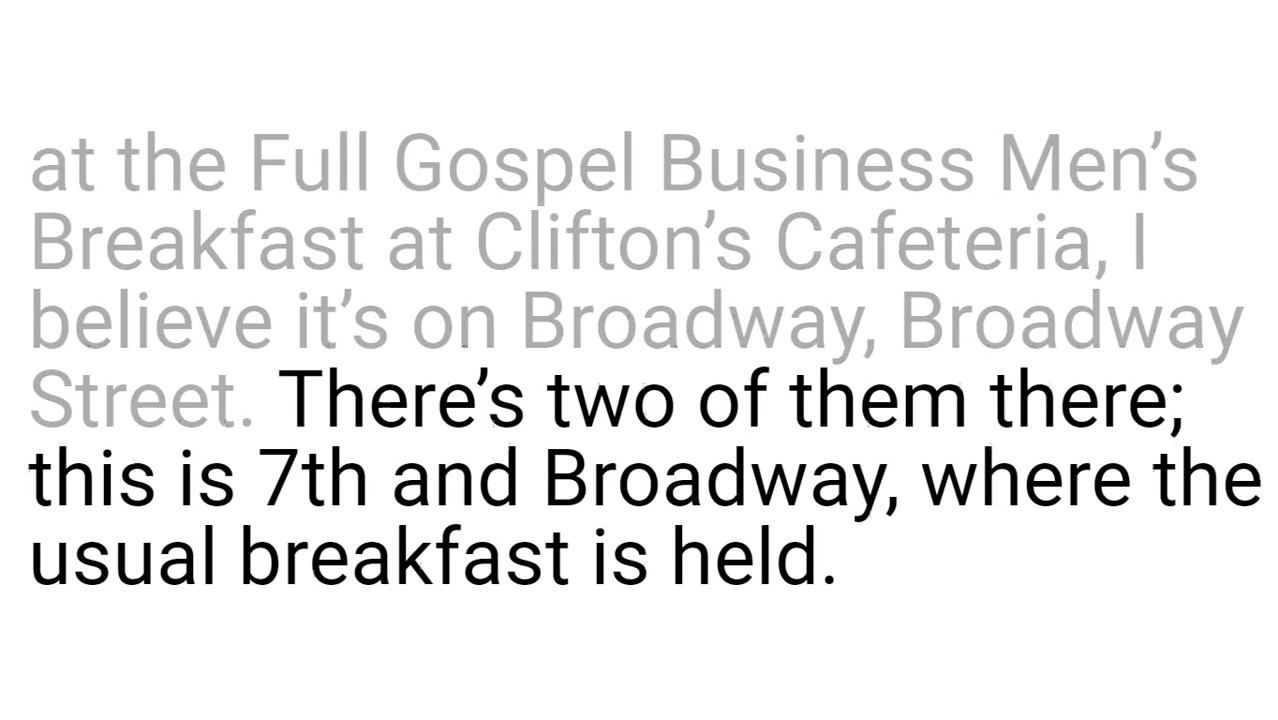 at the Full Gospel Business Men’s
Breakfast at Clifton’s Cafeteria, I
believe it’s on Broadway, Broadway
Street. There’s two of them there;
this is 7th and Broadway, where the
usual breakfast is held.